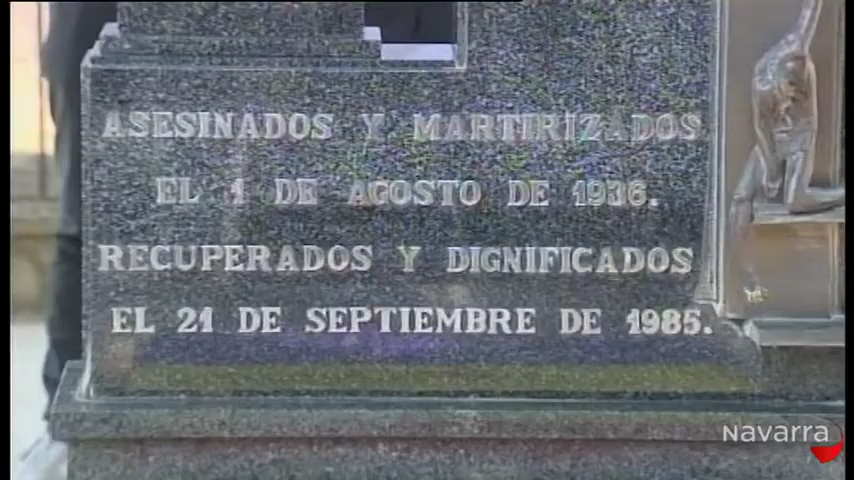 ASESINADOS Y MARTIRIZADOS
EL 1 DE AGOSTO DE 1936.
RECUPERADOS Y DIGNIFICADOS
EL 21 DE SEPTIEMBRE DE 1985.
Navarra